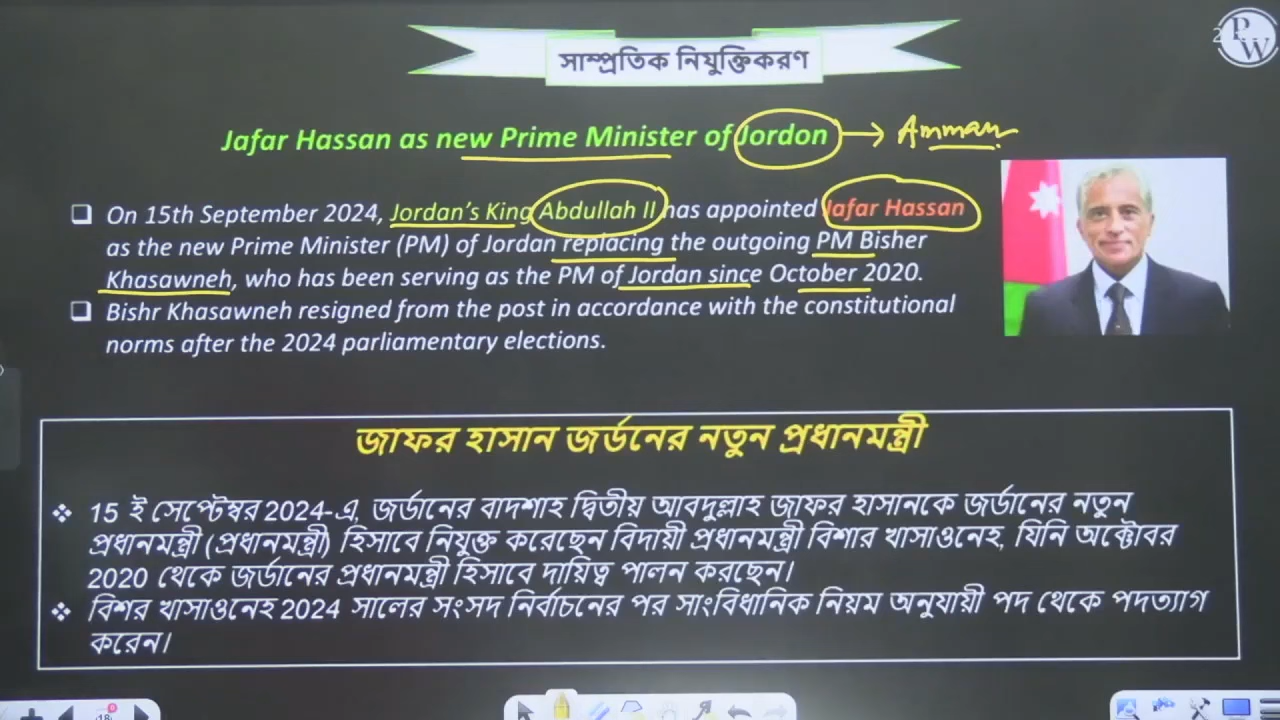 সাম্প্রতিক নিযুক্তিকরণ
PW
Jafar Hassan as new Prime Minister of Jordon → Amman
On 15th September 2024, Jordan's King Abdullah II has appointed Jafar Hassan
as the new Prime Minister (PM) of Jordan replacing the outgoing PM Bisher
Khasawneh, who has been serving as the PM of Jordan since October 2020.
Bishr Khasawneh resigned from the post in accordance with the constitutional
norms after the 2024 parliamentary elections.
জাফর হাসান জর্ডনের নতুন প্রধানমন্ত্রী
15 ই সেপ্টেম্বর 2024-এ, জর্ডানের বাদশাহ দ্বিতীয় আবদুল্লাহ জাফর হাসানকে জর্ডানের নতুন
প্রধানমন্ত্রী (প্রধানমন্ত্রী) হিসাবে নিযুক্ত করেছেন বিদায়ী প্রধানমন্ত্রী বিশার খাসাওনেহ, যিনি অক্টোবর
2020 থেকে জর্ডানের প্রধানমন্ত্রী হিসাবে দায়িত্ব পালন করছেন।
বিশর খাসাওনেহ 2024 সালের সংসদ নির্বাচনের পর সাংবিধানিক নিয়ম অনুযায়ী পদ থেকে পদত্যাগ
করেন।
18